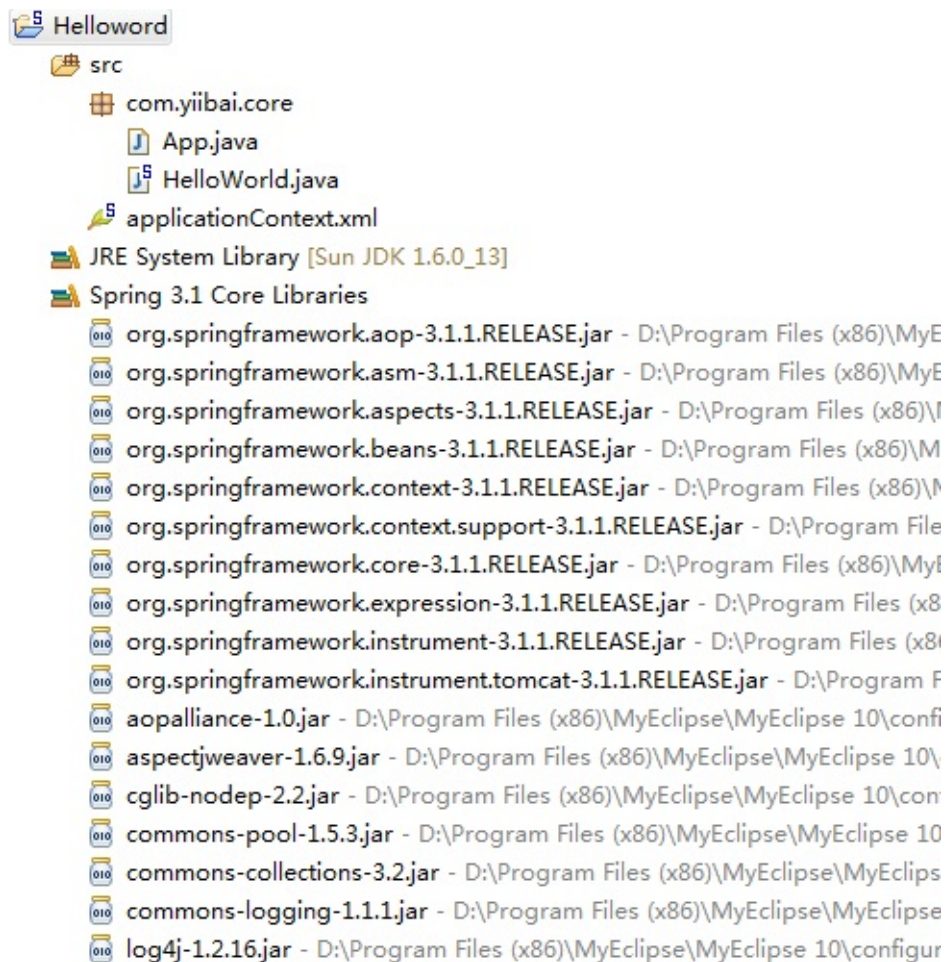 Helloword
src
com.yiibai.core
App.java
HelloWorld.java
applicationContext.xml
JRE System Library [Sun JDK 1.6.0_13]
Spring 3.1 Core Libraries
org.springframework.aop-3.1.1.RELEASE.jar - D:\Program Files (x86)\MyE
org.springframework.asm-3.1.1.RELEASE.jar - D:\Program Files (x86)\MyE
org.springframework.aspects-3.1.1.RELEASE.jar - D:\Program Files (x86)\
org.springframework.beans-3.1.1.RELEASE.jar - D:\Program Files (x86)\M
org.springframework.context-3.1.1.RELEASE.jar - D:\Program Files (x86)\
org.springframework.context.support-3.1.1.RELEASE.jar - D:\Program File
org.springframework.core-3.1.1.RELEASE.jar - D:\Program Files (x86)\MyE
org.springframework.expression-3.1.1.RELEASE.jar - D:\Program Files (x8
org.springframework.instrument-3.1.1.RELEASE.jar - D:\Program Files (x86
org.springframework.instrument.tomcat-3.1.1.RELEASE.jar - D:\Program F
aopalliance-1.0.jar - D:\Program Files (x86)\MyEclipse\MyEclipse 10\confi
aspectjweaver-1.6.9.jar - D:\Program Files (x86)\MyEclipse\MyEclipse 10\
cglib-nodep-2.2.jar - D:\Program Files (x86)\MyEclipse\MyEclipse 10\con
commons-pool-1.5.3.jar - D:\Program Files (x86)\MyEclipse\MyEclipse 10
commons-collections-3.2.jar - D:\Program Files (x86)\MyEclipse\MyEclips
commons-logging-1.1.1.jar - D:\Program Files (x86)\MyEclipse\MyEclipse
log4j-1.2.16.jar - D:\Program Files (x86)\MyEclipse\MyEclipse 10\configur